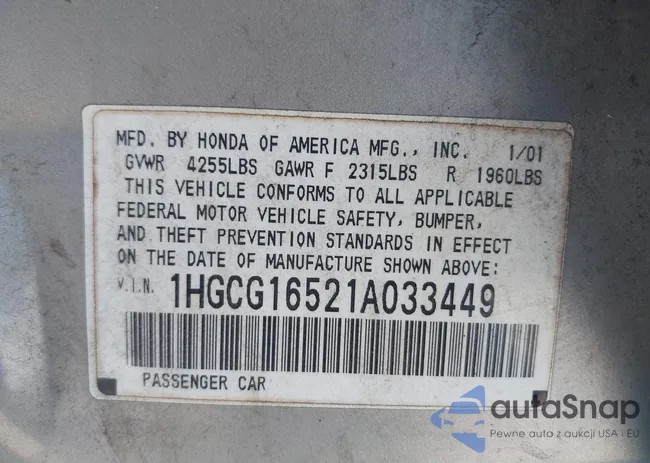 MFD. BY HONDA OF AMERICA MFG., INC. 1/01
GVWR 4255LBS GAWR F 2315LBS R 1960LBS
THIS VEHICLE CONFORMS TO ALL APPLICABLE
FEDERAL MOTOR VEHICLE SAFETY, BUMPER,
AND THEFT PREVENTION STANDARDS IN EFFECT
ON THE DATE OF MANUFACTURE SHOWN ABOVE:
V.I.N. 1HGCG16521A033449
PASSENGER CAR
autaSnap
Pewne auta z aukcji USA i EU